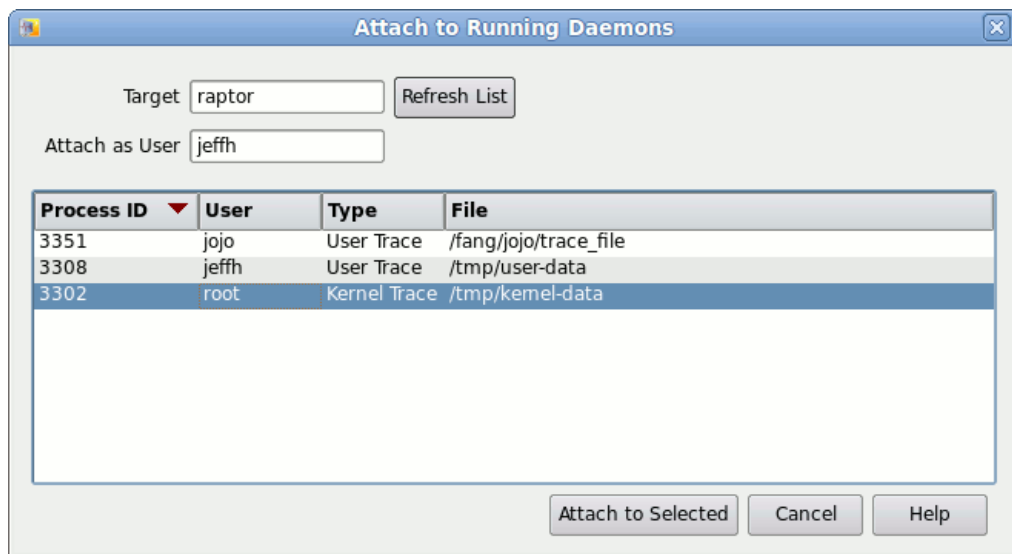 Attach to Running Daemons
Target raptor Refresh List
Attach as User jeffh
Process ID User Type File
3351 jojo User Trace /fang/jojo/trace_file
3308 jeffh User Trace /tmp/user-data
3302 root Kernel Trace /tmp/kernel-data
Attach to Selected Cancel Help